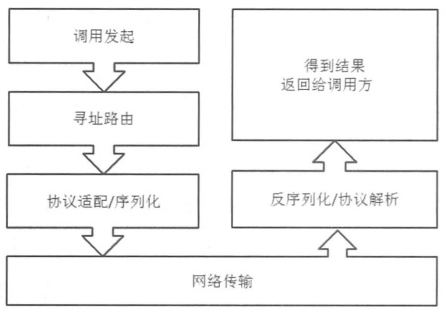 调用发起
寻址路由
协议适配/序列化
网络传输
反序列化/协议解析
得到结果
返回给调用方